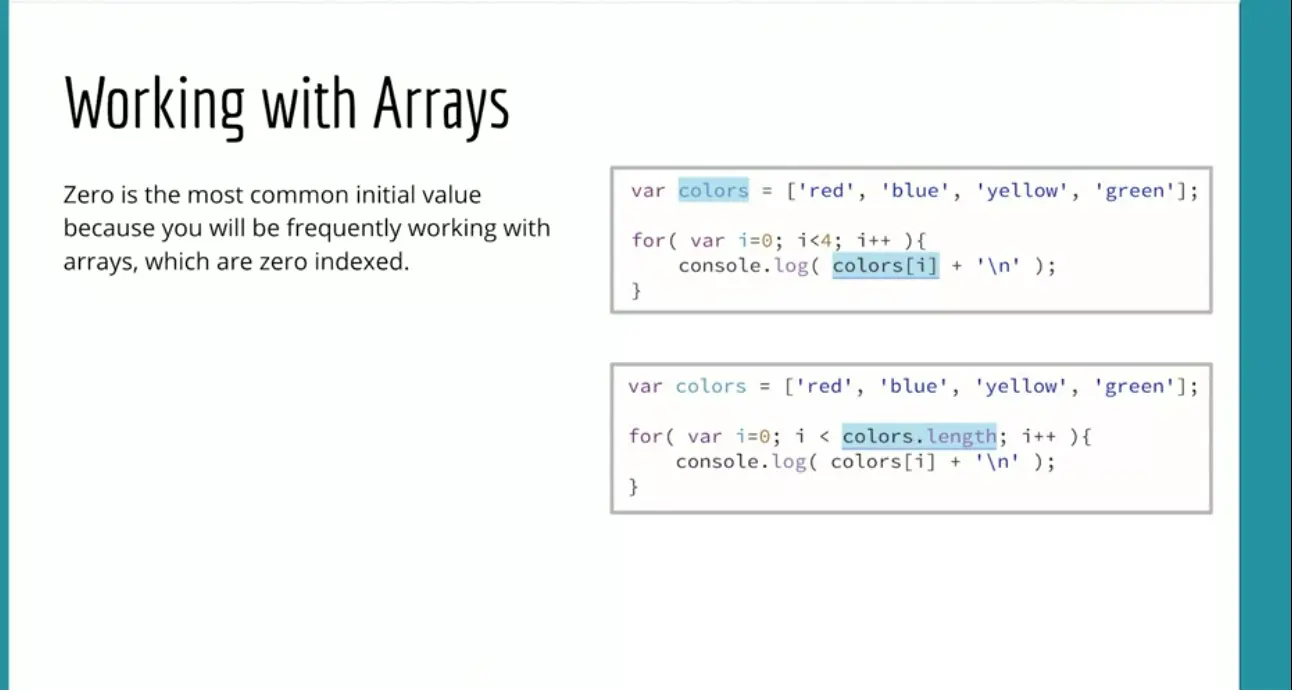 Working with Arrays
Zero is the most common initial value
because you will be frequently working with
arrays, which are zero indexed.
var colors = ['red', 'blue', 'yellow', 'green'];
for( var i=0; i<4; i++ ){
    console.log( colors[i] + '\n' );
}
var colors = ['red', 'blue', 'yellow', 'green'];
for( var i=0; i < colors.length; i++ ){
    console.log( colors[i] + '\n' );
}